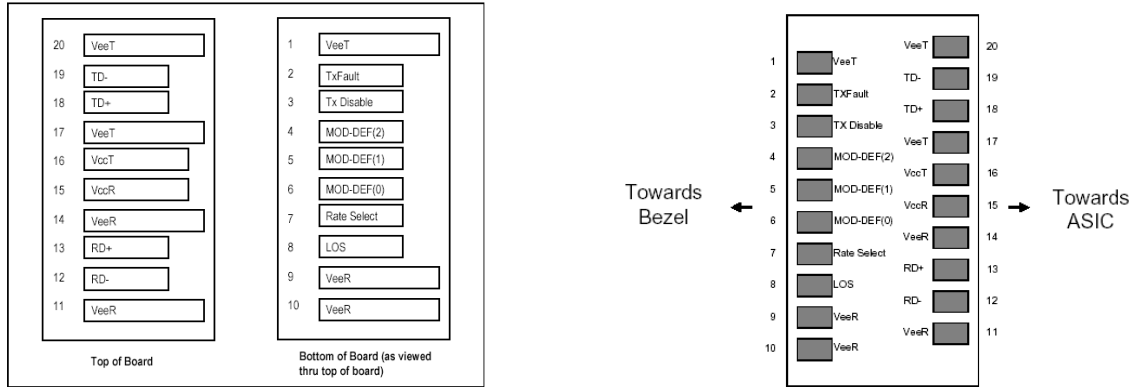 20 VeeT
19 TD-
18 TD+
17 VeeT
16 VccT
15 VccR
14 VeeR
13 RD+
12 RD-
11 VeeR
Top of Board
1 VeeT
2 TxFault
3 Tx Disable
4 MOD-DEF(2)
5 MOD-DEF(1)
6 MOD-DEF(0)
7 Rate Select
8 LOS
9 VeeR
10 VeeR
Bottom of Board (as viewed
thru top of board)
Towards
Bezel
1 VeeT
2 TXFault
3 TX Disable
4 MOD-DEF(2)
5 MOD-DEF(1)
6 MOD-DEF(0)
7 Rate Select
8 LOS
9 VeeR
10 VeeR
VeeT 20
TD- 19
TD+ 18
VeeT 17
VccT 16
VccR 15
VeeR 14
RD+ 13
RD- 12
VeeR 11
Towards
ASIC